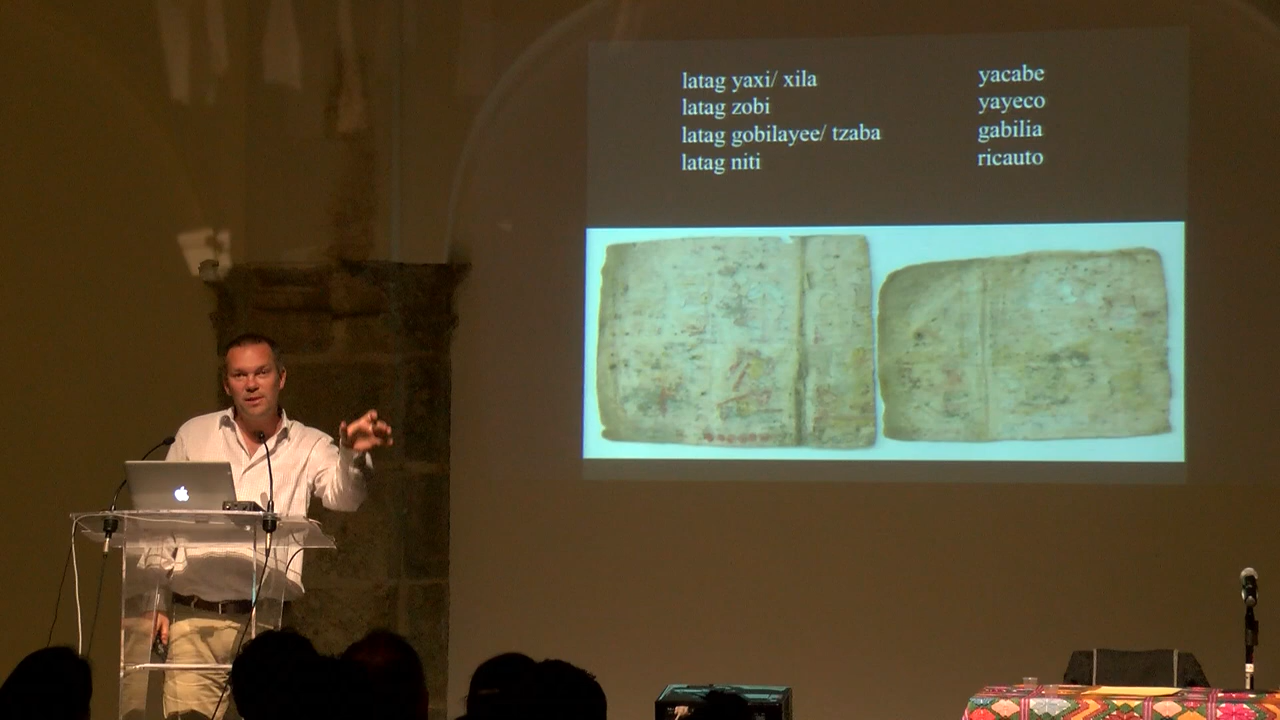 latag yaxi/ xila
latag zobi
latag gobilayee/ tzaba
latag niti
yacabe
yayeco
gabilia
ricauto